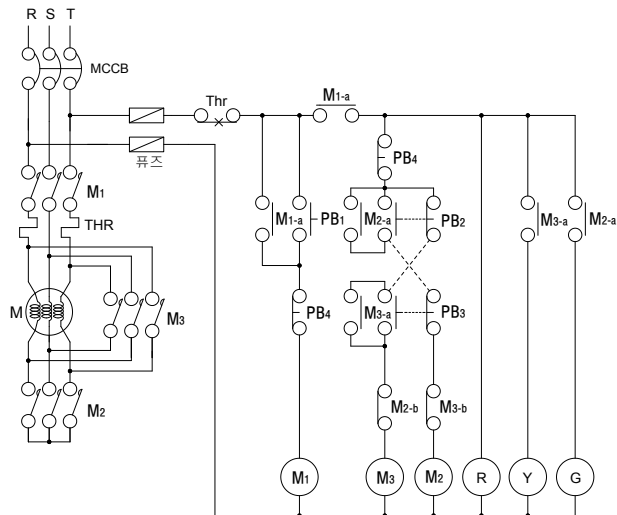 R S T
MCCB
Thr
M1-a
퓨즈
PB4
M1
M1-a
PB1
M2-a
PB2
M3-a
M2-a
THR
M
M3
PB4
M3-a
PB3
M2
M2-b
M3-b
M1
M3
M2
R
Y
G